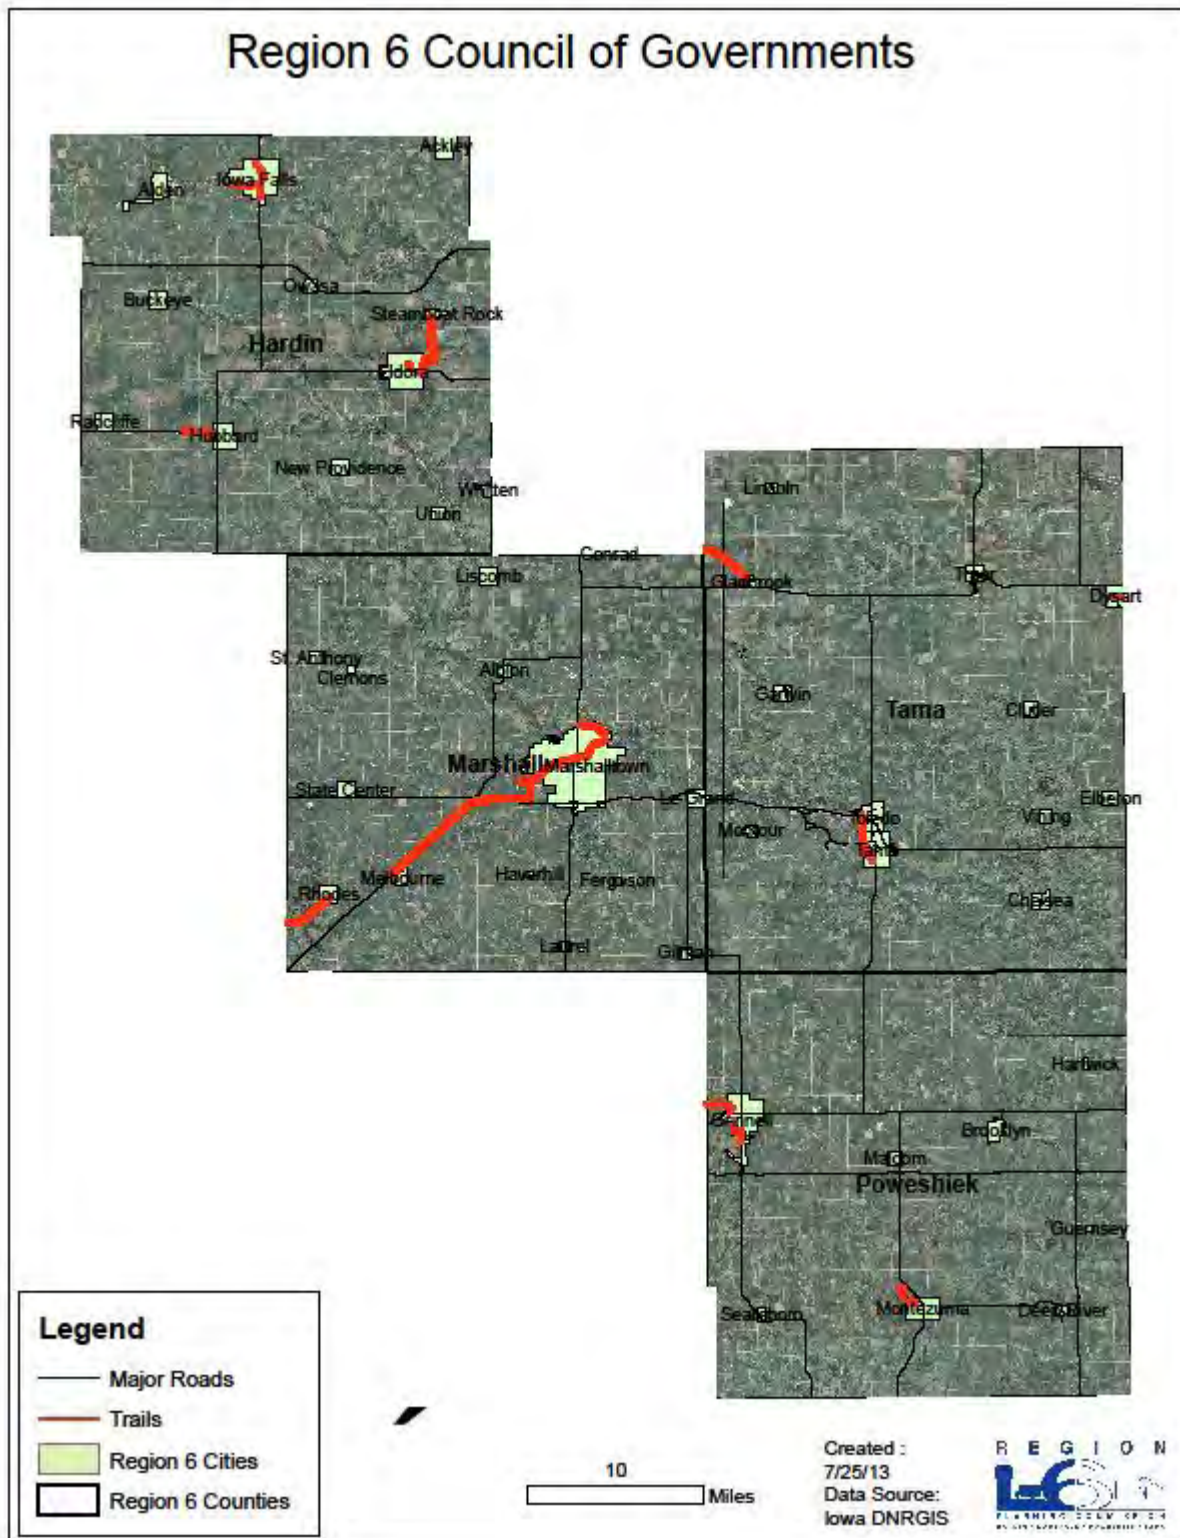 Region 6 Council of Governments
Ackley
Alden
Iowa Falls
Owasa
Buckeye
Steamboat Rock
Hardin
Eldora
Radcliffe
Hubbard
New Providence
Whitten
Union
Lincoln
Conrad
Liscomb
Gladbrook
Traer
Dysart
St. Anthony
Clemons
Albion
Garwin
Tama
Clutier
Marshall
Marshalltown
State Center
Le Grand
Toledo
Elberon
Vining
Montour
Tama
Melbourne
Haverhill
Ferguson
Rhodes
Chelsea
Laurel
Gilman
Hartwick
Grinnell
Brooklyn
Malcom
Poweshiek
Guernsey
Montezuma
Searsboro
Deep River
Legend
Major Roads
Trails
Region 6 Cities
Region 6 Counties
10
Miles
Created :
7/25/13
Data Source:
Iowa DNRGIS
REGION
PLANNING COMMISSION